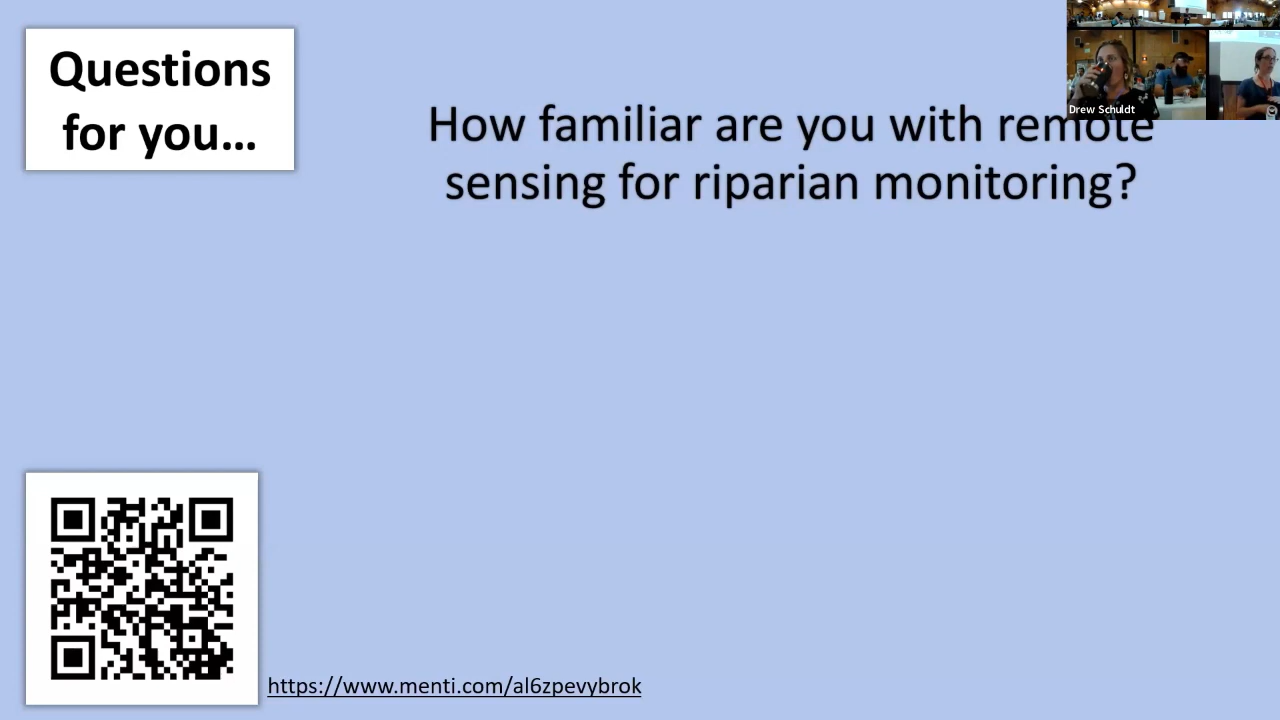 Questions
for you...
How familiar are you with remote
sensing for riparian monitoring?
Drew Schuldt
https://www.menti.com/al6zpevybrok